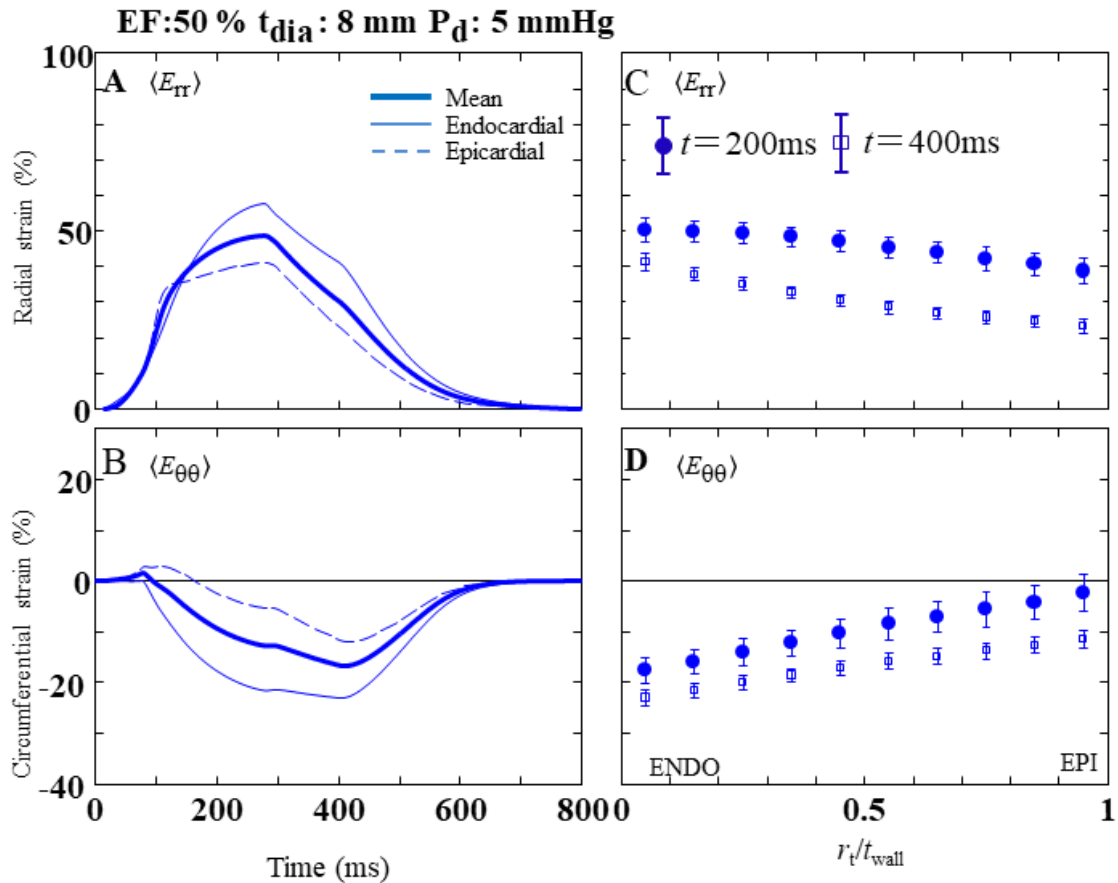 EF:50 % t_dia : 8 mm P_d: 5 mmHg
A ⟨E_rr⟩
Mean
Endocardial
Epicardial
Radial strain (%)
100
50
0
C ⟨E_rr⟩
t=200ms t=400ms
B ⟨E_θθ⟩
Circumferential strain (%)
20
0
-20
-40
0 200 400 600 800
Time (ms)
D ⟨E_θθ⟩
ENDO EPI
0 0.5 1
r_t/t_wall